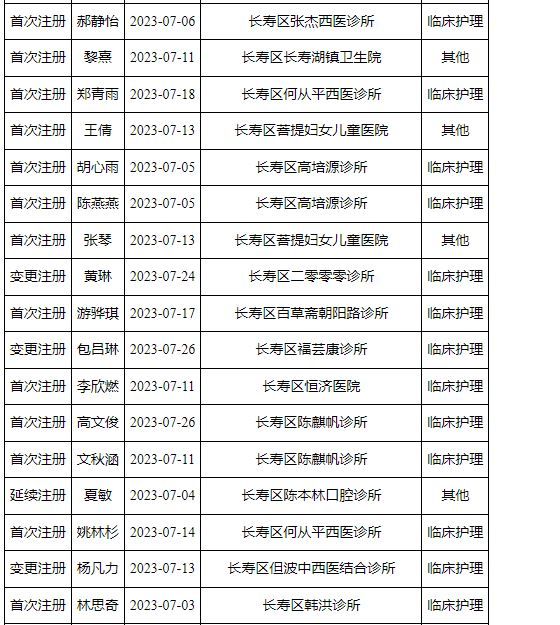 首次注册 郝静怡 2023-07-06 长寿区张杰西医诊所 临床护理
首次注册 黎熹 2023-07-11 长寿区长寿湖镇卫生院 其他
首次注册 郑青雨 2023-07-18 长寿区何从平西医诊所 临床护理
首次注册 王倩 2023-07-13 长寿区菩提妇女儿童医院 其他
首次注册 胡心雨 2023-07-05 长寿区高培源诊所 临床护理
首次注册 陈燕燕 2023-07-05 长寿区高培源诊所 临床护理
首次注册 张琴 2023-07-13 长寿区菩提妇女儿童医院 其他
变更注册 黄琳 2023-07-24 长寿区二零零零诊所 临床护理
首次注册 游骅琪 2023-07-17 长寿区百草斋朝阳路诊所 临床护理
变更注册 包吕琳 2023-07-26 长寿区福芸康诊所 临床护理
首次注册 李欣燃 2023-07-11 长寿区恒济医院 临床护理
首次注册 高文俊 2023-07-26 长寿区陈麒帆诊所 临床护理
首次注册 文秋涵 2023-07-11 长寿区陈麒帆诊所 临床护理
延续注册 夏敏 2023-07-04 长寿区陈本林口腔诊所 其他
首次注册 姚林杉 2023-07-14 长寿区何从平西医诊所 临床护理
变更注册 杨凡力 2023-07-13 长寿区但波中西医结合诊所 临床护理
首次注册 林思奇 2023-07-03 长寿区韩洪诊所 临床护理